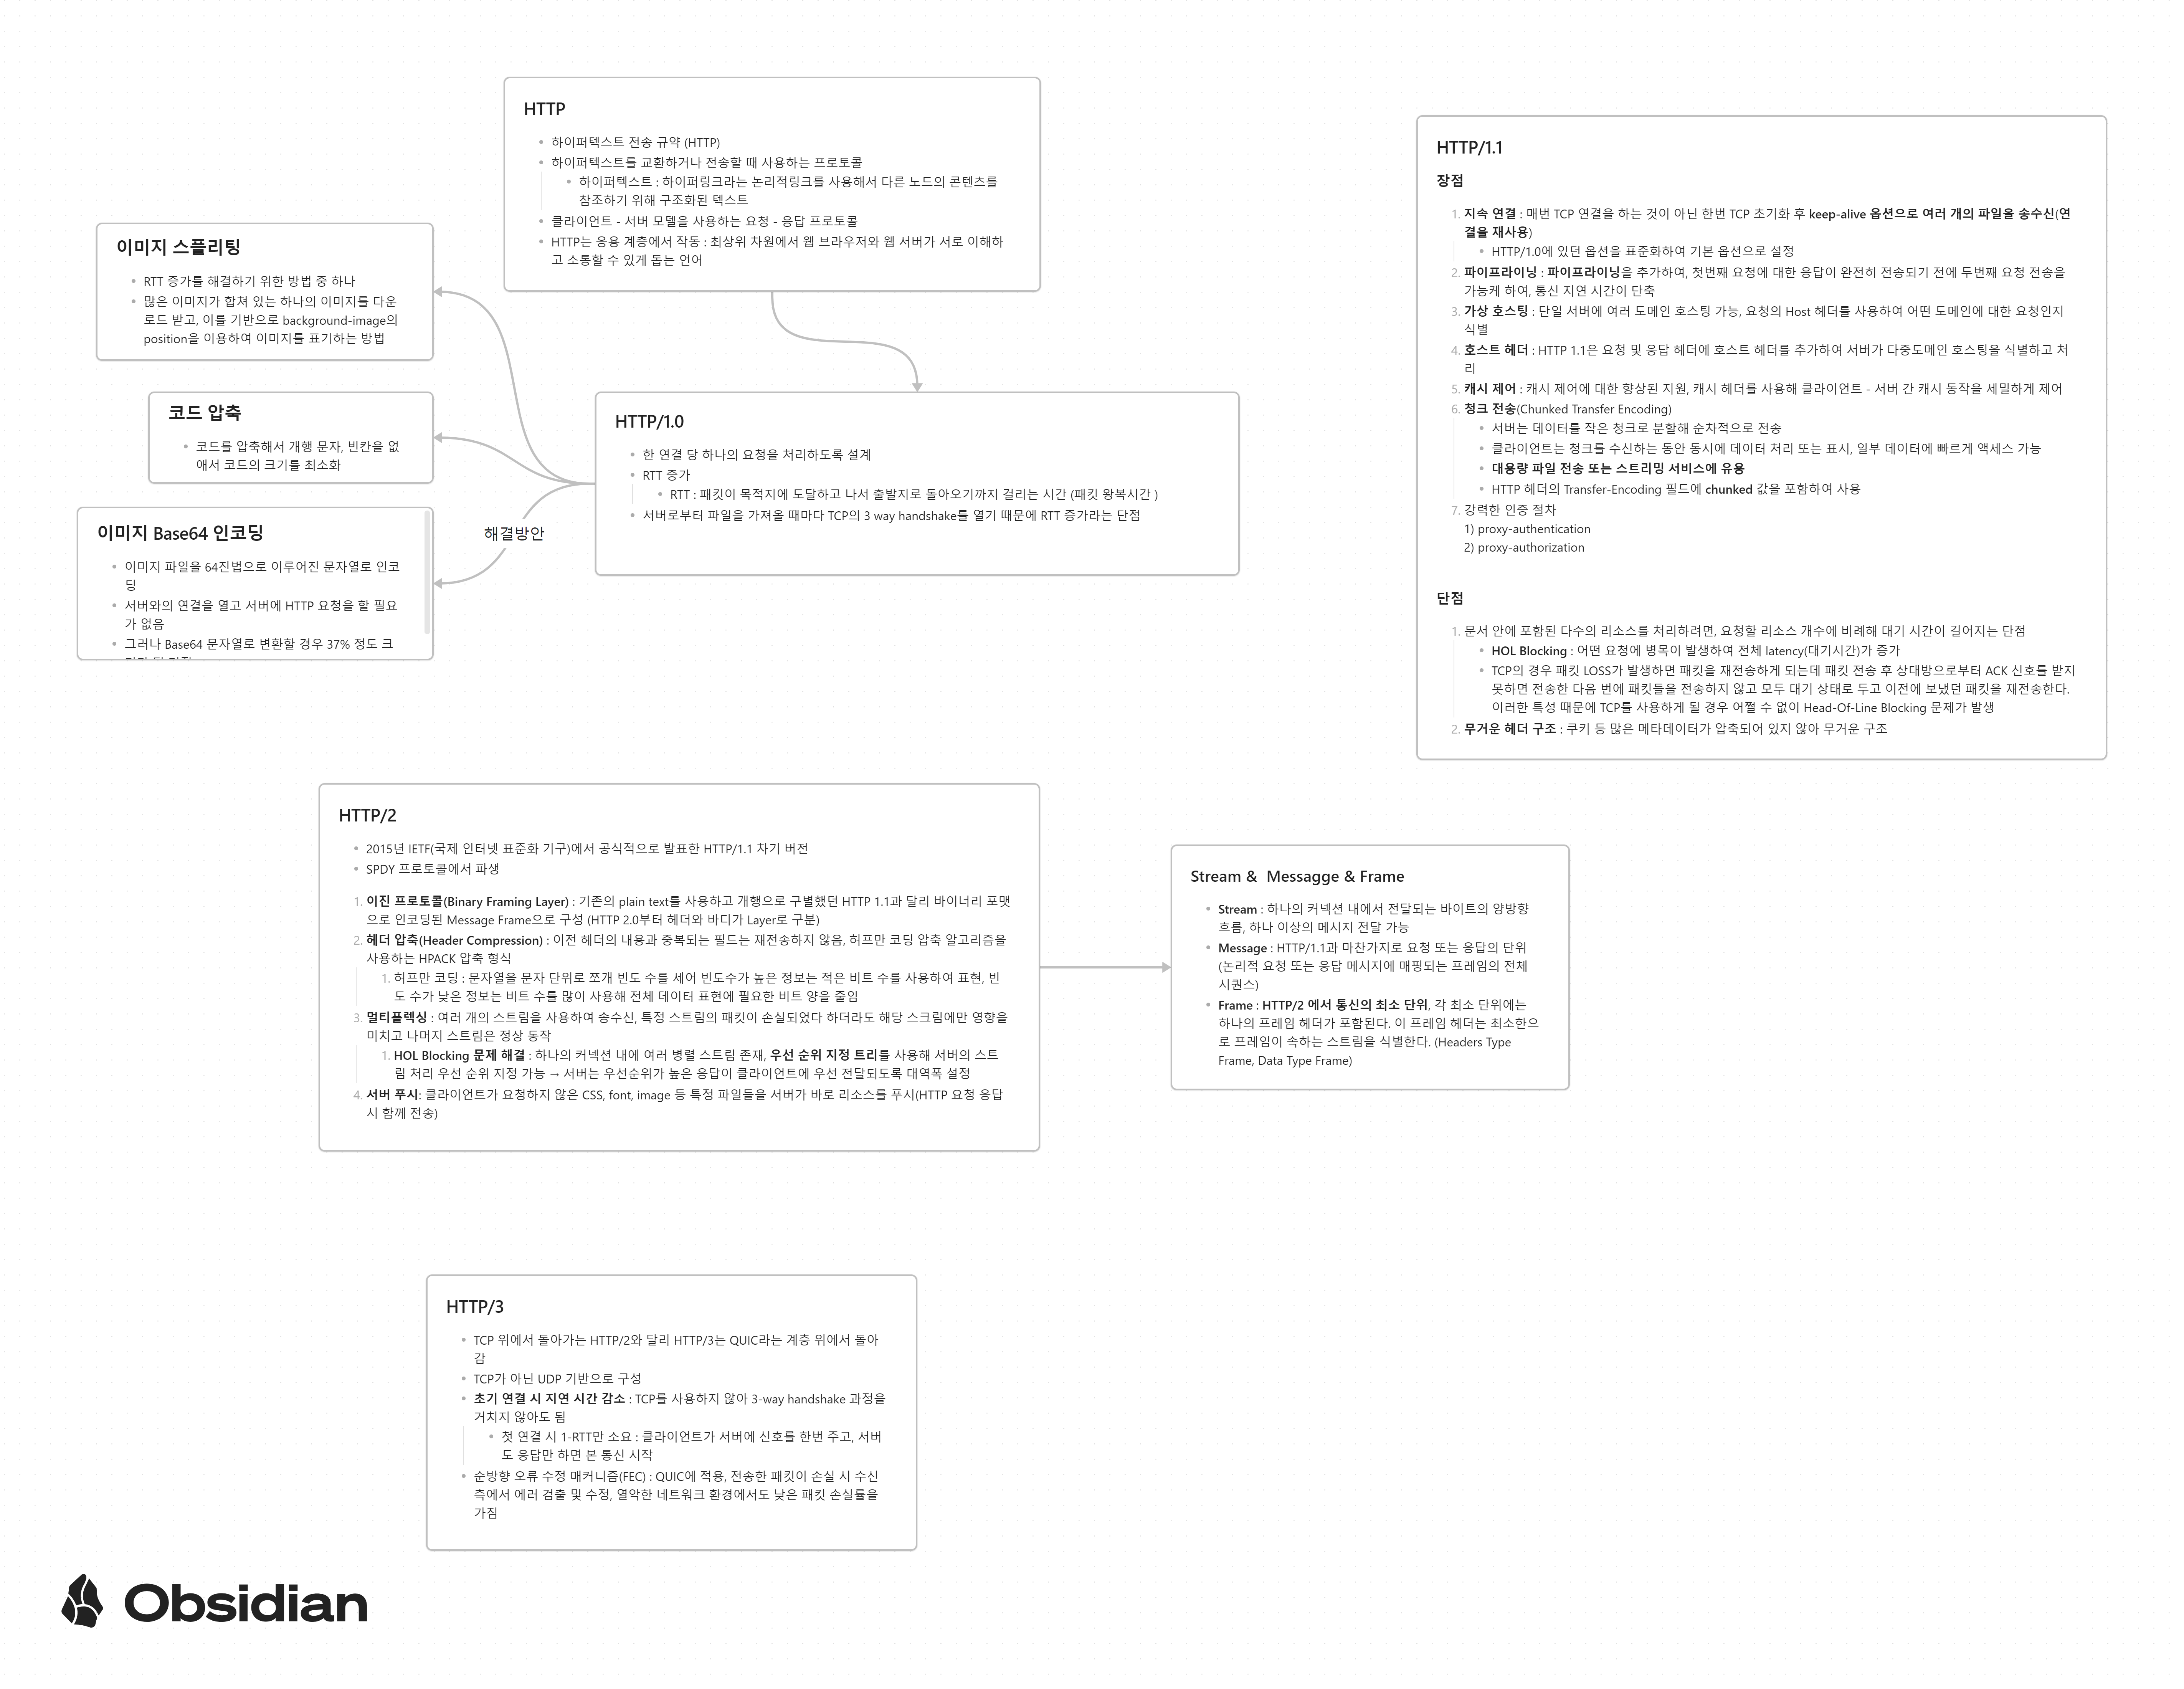 HTTP
하이퍼텍스트 전송 규약 (HTTP)
하이퍼텍스트를 교환하거나 전송할 때 사용하는 프로토콜
하이퍼텍스트 : 하이퍼링크라는 논리적링크를 사용해서 다른 노드의 콘텐츠를
참조하기 위해 구조화된 텍스트
클라이언트 - 서버 모델을 사용하는 요청 - 응답 프로토콜
HTTP는 응용 계층에서 작동 : 최상위 차원에서 웹 브라우저와 웹 서버가 서로 이해하
고 소통할 수 있게 돕는 언어
이미지 스플리팅
RTT 증가를 해결하기 위한 방법 중 하나
많은 이미지가 합쳐 있는 하나의 이미지를 다운
로드 받고, 이를 기반으로 background-image의
position을 이용하여 이미지를 표기하는 방법
코드 압축
코드를 압축해서 개행 문자, 빈칸을 없
애서 코드의 크기를 최소화
이미지 Base64 인코딩
이미지 파일을 64진법으로 이루어진 문자열로 인코
딩
서버와의 연결을 열고 서버에 HTTP 요청을 할 필요
가 없음
그러나 Base64 문자열로 변환할 경우 37% 정도 크
해결방안
HTTP/1.0
한 연결 당 하나의 요청을 처리하도록 설계
RTT 증가
RTT : 패킷이 목적지에 도달하고 나서 출발지로 돌아오기까지 걸리는 시간 (패킷 왕복시간 )
서버로부터 파일을 가져올 때마다 TCP의 3 way handshake를 열기 때문에 RTT 증가라는 단점
HTTP/1.1
장점
1. 지속 연결 : 매번 TCP 연결을 하는 것이 아닌 한번 TCP 초기화 후 keep-alive 옵션으로 여러 개의 파일을 송수신(연
결을 재사용)
HTTP/1.0에 있던 옵션을 표준화하여 기본 옵션으로 설정
2. 파이프라이닝 : 파이프라이닝을 추가하여, 첫번째 요청에 대한 응답이 완전히 전송되기 전에 두번째 요청 전송을
가능케 하여, 통신 지연 시간이 단축
3. 가상 호스팅 : 단일 서버에 여러 도메인 호스팅 가능, 요청의 Host 헤더를 사용하여 어떤 도메인에 대한 요청인지
식별
4. 호스트 헤더 : HTTP 1.1은 요청 및 응답 헤더에 호스트 헤더를 추가하여 서버가 다중도메인 호스팅을 식별하고 처
리
5. 캐시 제어 : 캐시 제어에 대한 향상된 지원, 캐시 헤더를 사용해 클라이언트 - 서버 간 캐시 동작을 세밀하게 제어
6. 청크 전송(Chunked Transfer Encoding)
서버는 데이터를 작은 청크로 분할해 순차적으로 전송
클라이언트는 청크를 수신하는 동안 동시에 데이터 처리 또는 표시, 일부 데이터에 빠르게 액세스 가능
대용량 파일 전송 또는 스트리밍 서비스에 유용
HTTP 헤더의 Transfer-Encoding 필드에 chunked 값을 포함하여 사용
7. 강력한 인증 절차
1) proxy-authentication
2) proxy-authorization
단점
1. 문서 안에 포함된 다수의 리소스를 처리하려면, 요청할 리소스 개수에 비례해 대기 시간이 길어지는 단점
HOL Blocking : 어떤 요청에 병목이 발생하여 전체 latency(대기시간)가 증가
TCP의 경우 패킷 LOSS가 발생하면 패킷을 재전송하게 되는데 패킷 전송 후 상대방으로부터 ACK 신호를 받지
못하면 전송한 다음 번에 패킷들을 전송하지 않고 모두 대기 상태로 두고 이전에 보냈던 패킷을 재전송한다.
이러한 특성 때문에 TCP를 사용하게 될 경우 어쩔 수 없이 Head-Of-Line Blocking 문제가 발생
2. 무거운 헤더 구조 : 쿠키 등 많은 메타데이터가 압축되어 있지 않아 무거운 구조
HTTP/2
2015년 IETF(국제 인터넷 표준화 기구)에서 공식적으로 발표한 HTTP/1.1 차기 버전
SPDY 프로토콜에서 파생
1. 이진 프로토콜(Binary Framing Layer) : 기존의 plain text를 사용하고 개행으로 구별했던 HTTP 1.1과 달리 바이너리 포맷
으로 인코딩된 Message Frame으로 구성 (HTTP 2.0부터 헤더와 바디가 Layer로 구분)
2. 헤더 압축(Header Compression) : 이전 헤더의 내용과 중복되는 필드는 재전송하지 않음, 허프만 코딩 압축 알고리즘을
사용하는 HPACK 압축 형식
1. 허프만 코딩 : 문자열을 문자 단위로 쪼개 빈도 수를 세어 빈도수가 높은 정보는 적은 비트 수를 사용하여 표현, 빈
도 수가 낮은 정보는 비트 수를 많이 사용해 전체 데이터 표현에 필요한 비트 양을 줄임
3. 멀티플렉싱 : 여러 개의 스트림을 사용하여 송수신, 특정 스트림의 패킷이 손실되었다 하더라도 해당 스크림에만 영향을
미치고 나머지 스트림은 정상 동작
1. HOL Blocking 문제 해결 : 하나의 커넥션 내에 여러 병렬 스트림 존재, 우선 순위 지정 트리를 사용해 서버의 스트
림 처리 우선 순위 지정 가능 → 서버는 우선순위가 높은 응답이 클라이언트에 우선 전달되도록 대역폭 설정
4. 서버 푸시: 클라이언트가 요청하지 않은 CSS, font, image 등 특정 파일들을 서버가 바로 리소스를 푸시(HTTP 요청 응답
시 함께 전송)
Stream &  Messagge & Frame
Stream : 하나의 커넥션 내에서 전달되는 바이트의 양방향
흐름, 하나 이상의 메시지 전달 가능
Message : HTTP/1.1과 마찬가지로 요청 또는 응답의 단위
(논리적 요청 또는 응답 메시지에 매핑되는 프레임의 전체
시퀀스)
Frame : HTTP/2 에서 통신의 최소 단위, 각 최소 단위에는
하나의 프레임 헤더가 포함된다. 이 프레임 헤더는 최소한으
로 프레임이 속하는 스트림을 식별한다. (Headers Type
Frame, Data Type Frame)
HTTP/3
TCP 위에서 돌아가는 HTTP/2와 달리 HTTP/3는 QUIC라는 계층 위에서 돌아
감
TCP가 아닌 UDP 기반으로 구성
초기 연결 시 지연 시간 감소 : TCP를 사용하지 않아 3-way handshake 과정을
거치지 않아도 됨
첫 연결 시 1-RTT만 소요 : 클라이언트가 서버에 신호를 한번 주고, 서버
도 응답만 하면 본 통신 시작
순방향 오류 수정 매커니즘(FEC) : QUIC에 적용, 전송한 패킷이 손실 시 수신
측에서 에러 검출 및 수정, 열악한 네트워크 환경에서도 낮은 패킷 손실률을
가짐
Obsidian